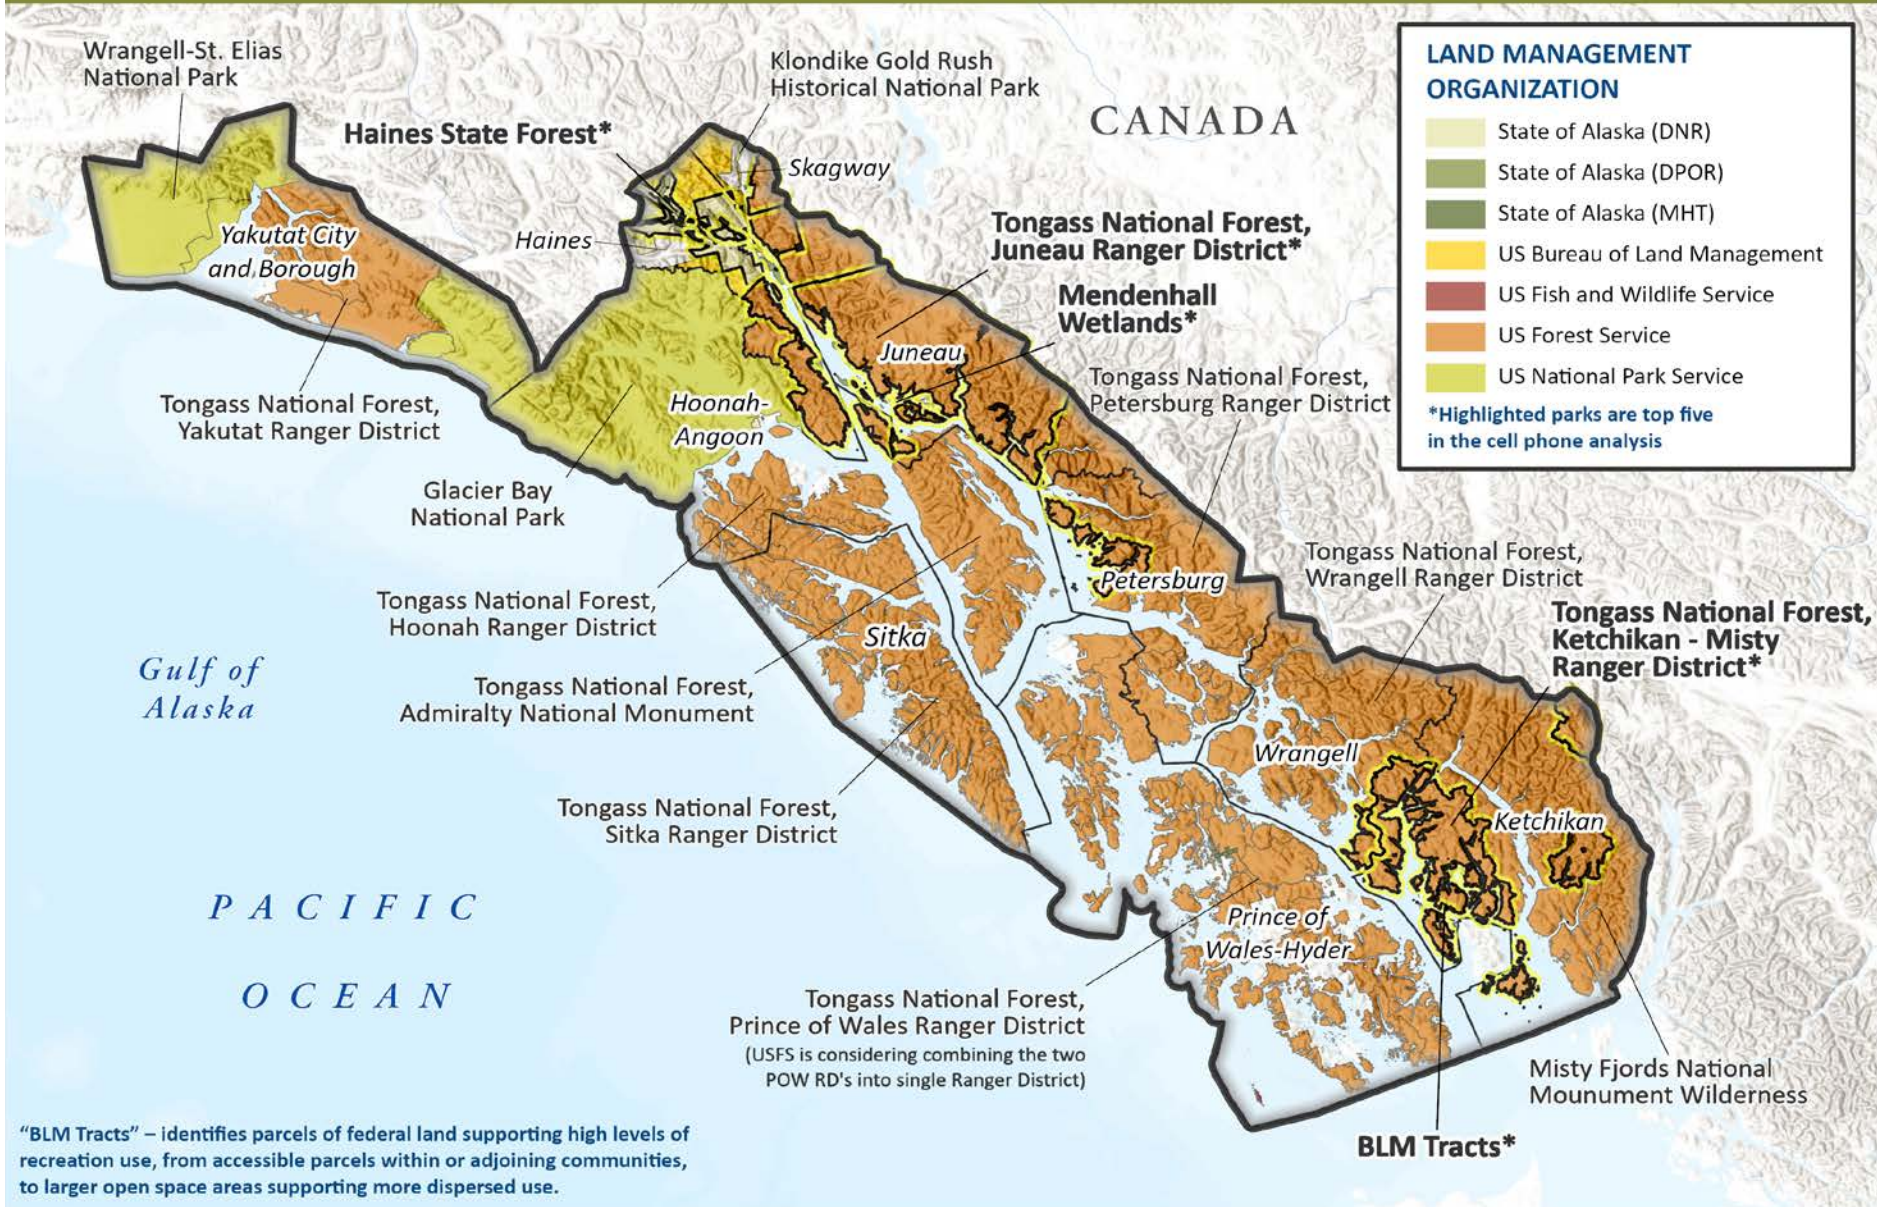 Wrangell-St. Elias
National Park
Klondike Gold Rush
Historical National Park
CANADA
Haines State Forest*
Skagway
Haines
Yakutat City
and Borough
Tongass National Forest,
Juneau Ranger District*
Mendenhall
Wetlands*
Juneau
Tongass National Forest,
Petersburg Ranger District
Hoonah-
Angoon
Tongass National Forest,
Yakutat Ranger District
Glacier Bay
National Park
Tongass National Forest,
Hoonah Ranger District
Petersburg
Tongass National Forest,
Wrangell Ranger District
Tongass National Forest,
Ketchikan - Misty
Ranger District*
Sitka
Gulf of
Alaska
Tongass National Forest,
Admiralty National Monument
Wrangell
Tongass National Forest,
Sitka Ranger District
Ketchikan
PACIFIC
OCEAN
Prince of
Wales-Hyder
Tongass National Forest,
Prince of Wales Ranger District
(USFS is considering combining the two
POW RD's into single Ranger District)
Misty Fjords National
Mounument Wilderness
BLM Tracts*
"BLM Tracts" – identifies parcels of federal land supporting high levels of
recreation use, from accessible parcels within or adjoining communities,
to larger open space areas supporting more dispersed use.
LAND MANAGEMENT
ORGANIZATION
State of Alaska (DNR)
State of Alaska (DPOR)
State of Alaska (MHT)
US Bureau of Land Management
US Fish and Wildlife Service
US Forest Service
US National Park Service
*Highlighted parks are top five
in the cell phone analysis